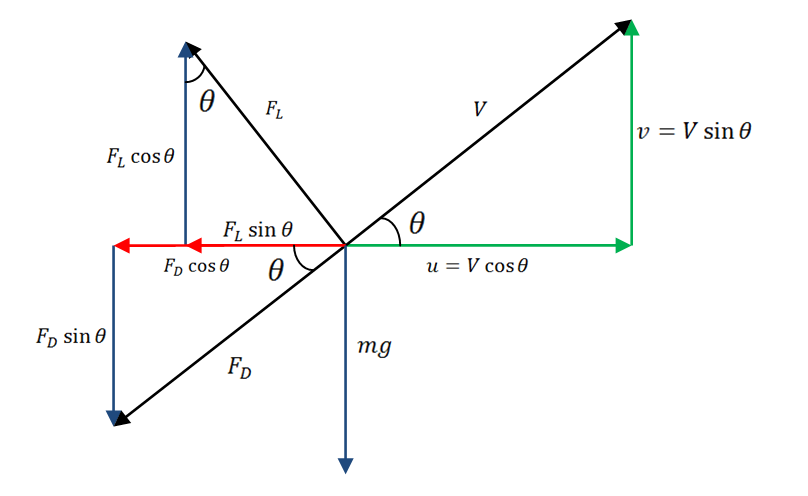 θ
F_L
V
v = V sin θ
F_L cos θ
F_L sin θ
θ
F_D cos θ
θ
u = V cos θ
F_D sin θ
mg
F_D